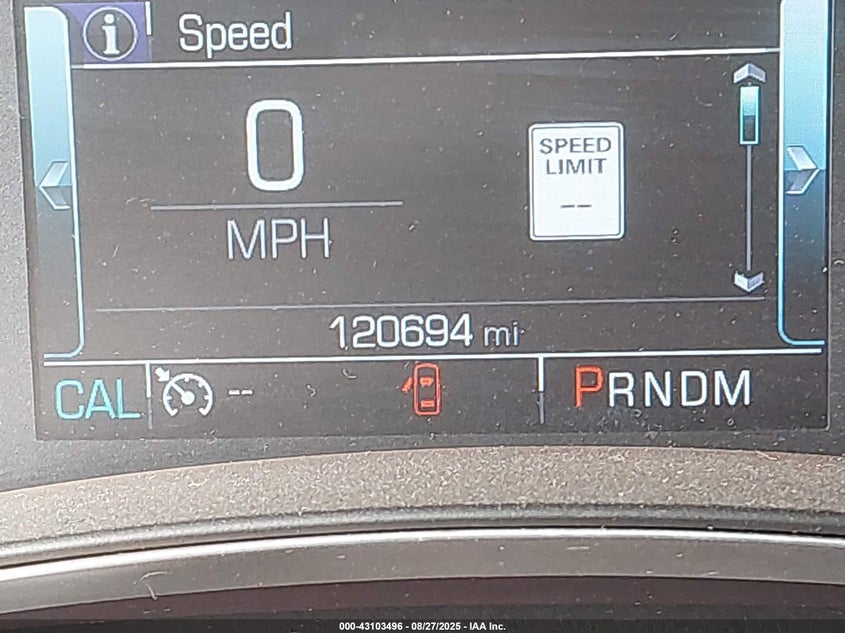 i Speed
0
MPH
SPEED
LIMIT
--
120694 mi
CAL -- PRNDM
000-43103496 - 08/27/2025 - IAA Inc.